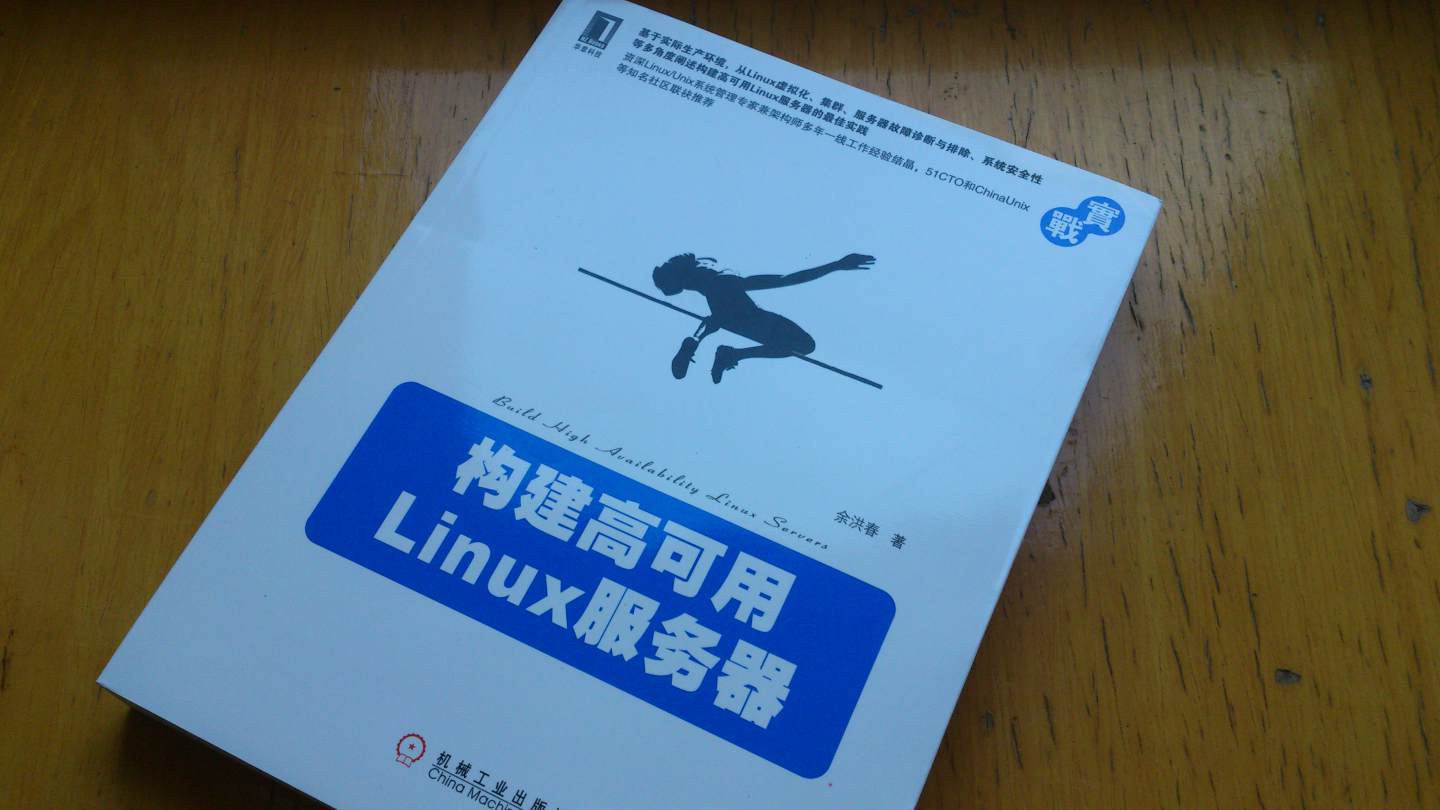 华章科技
基于实际生产环境，从Linux虚拟化、集群、服务器故障诊断与排除、系统安全性
等多角度阐述构建高可用Linux服务器的最佳实践
资深Linux/Unix系统管理专家兼架构师多年一线工作经验结晶，51CTO和ChinaUnix
等知名社区联袂推荐
實戰
Build High Availability Linux Servers
余洪春 著
构建高可用
Linux服务器
机械工业出版
China Machin